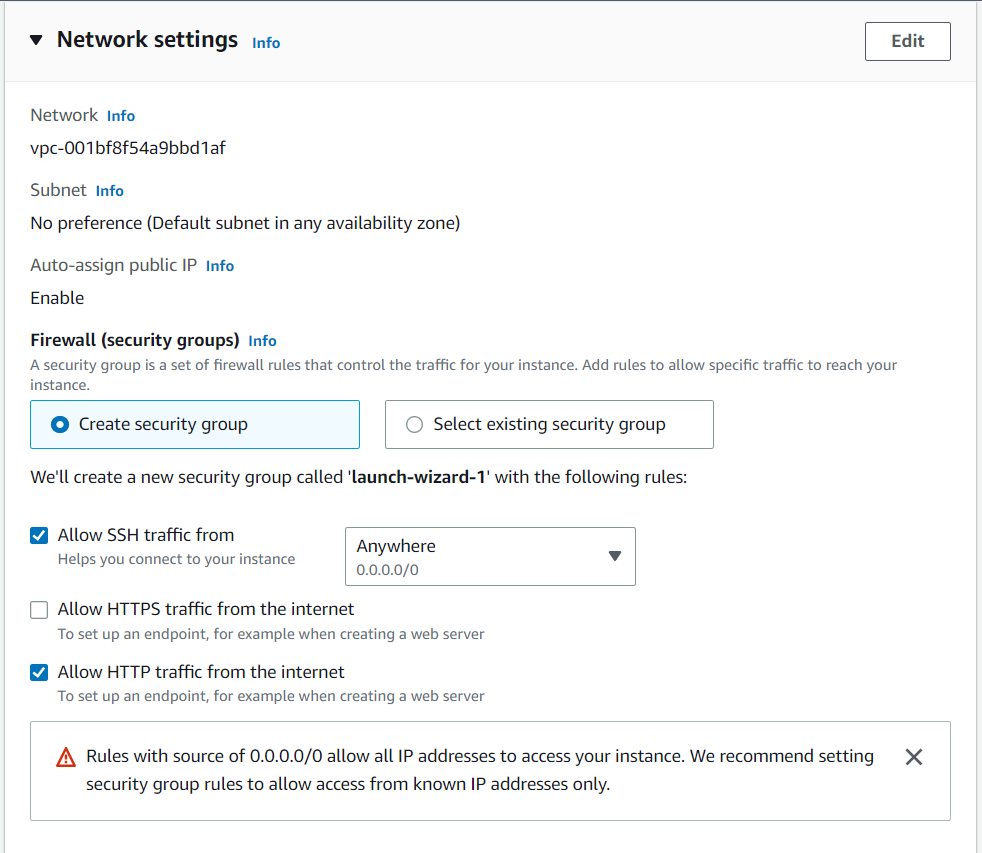 Network settings Info
Edit
Network Info
vpc-001bf8f54a9bbd1af
Subnet Info
No preference (Default subnet in any availability zone)
Auto-assign public IP Info
Enable
Firewall (security groups) Info
A security group is a set of firewall rules that control the traffic for your instance. Add rules to allow specific traffic to reach your
instance.
Create security group
Select existing security group
We'll create a new security group called 'launch-wizard-1' with the following rules:
Allow SSH traffic from
Helps you connect to your instance
Anywhere
0.0.0.0/0
Allow HTTPS traffic from the internet
To set up an endpoint, for example when creating a web server
Allow HTTP traffic from the internet
To set up an endpoint, for example when creating a web server
Rules with source of 0.0.0.0/0 allow all IP addresses to access your instance. We recommend setting
security group rules to allow access from known IP addresses only.